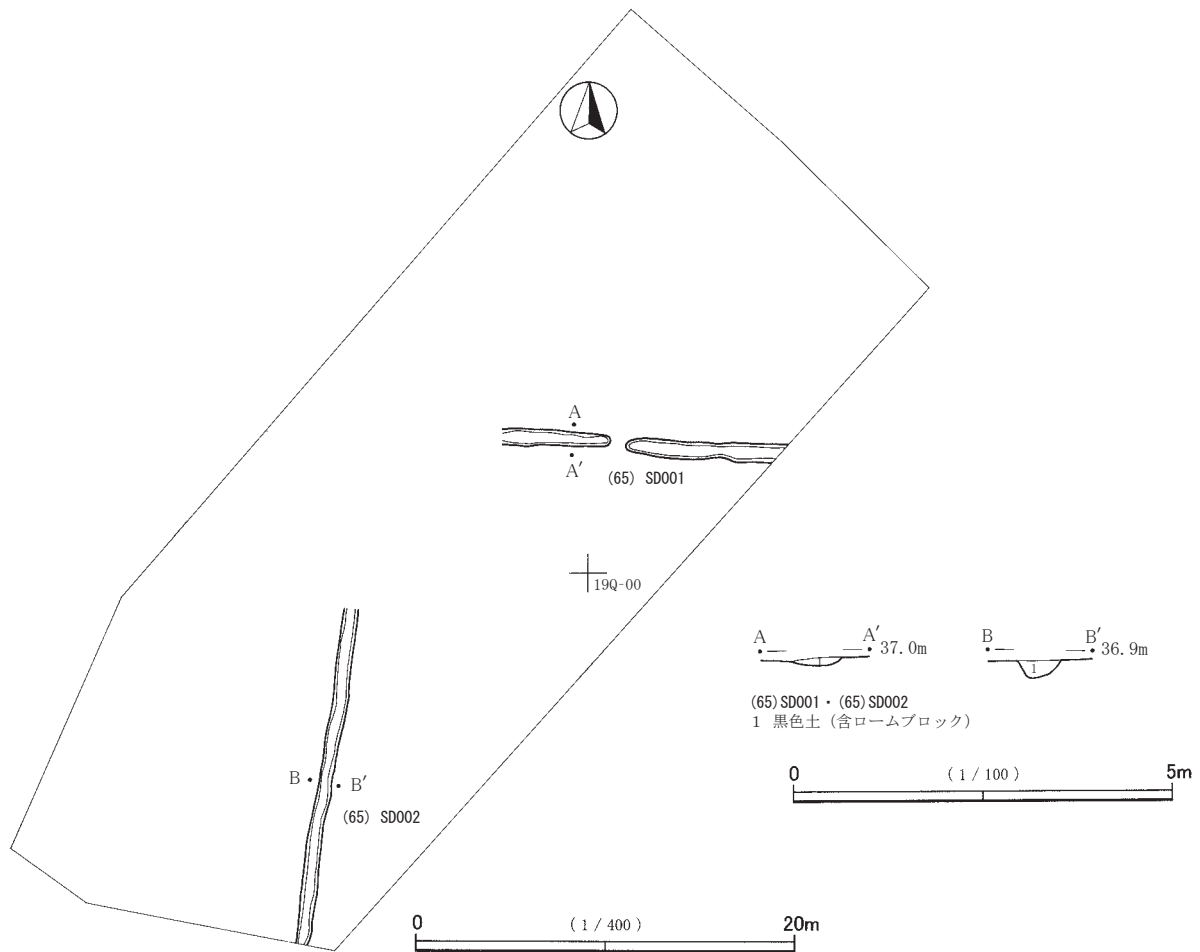 A
A′
(65) SD001
19Q-00
A
A′
37.0m
B
B′
36.9m
1
(65)SD001・(65)SD002
1 黒色土（含ロームブロック）
B
B′
(65) SD002
0
(1/100)
5m
0
(1/400)
20m